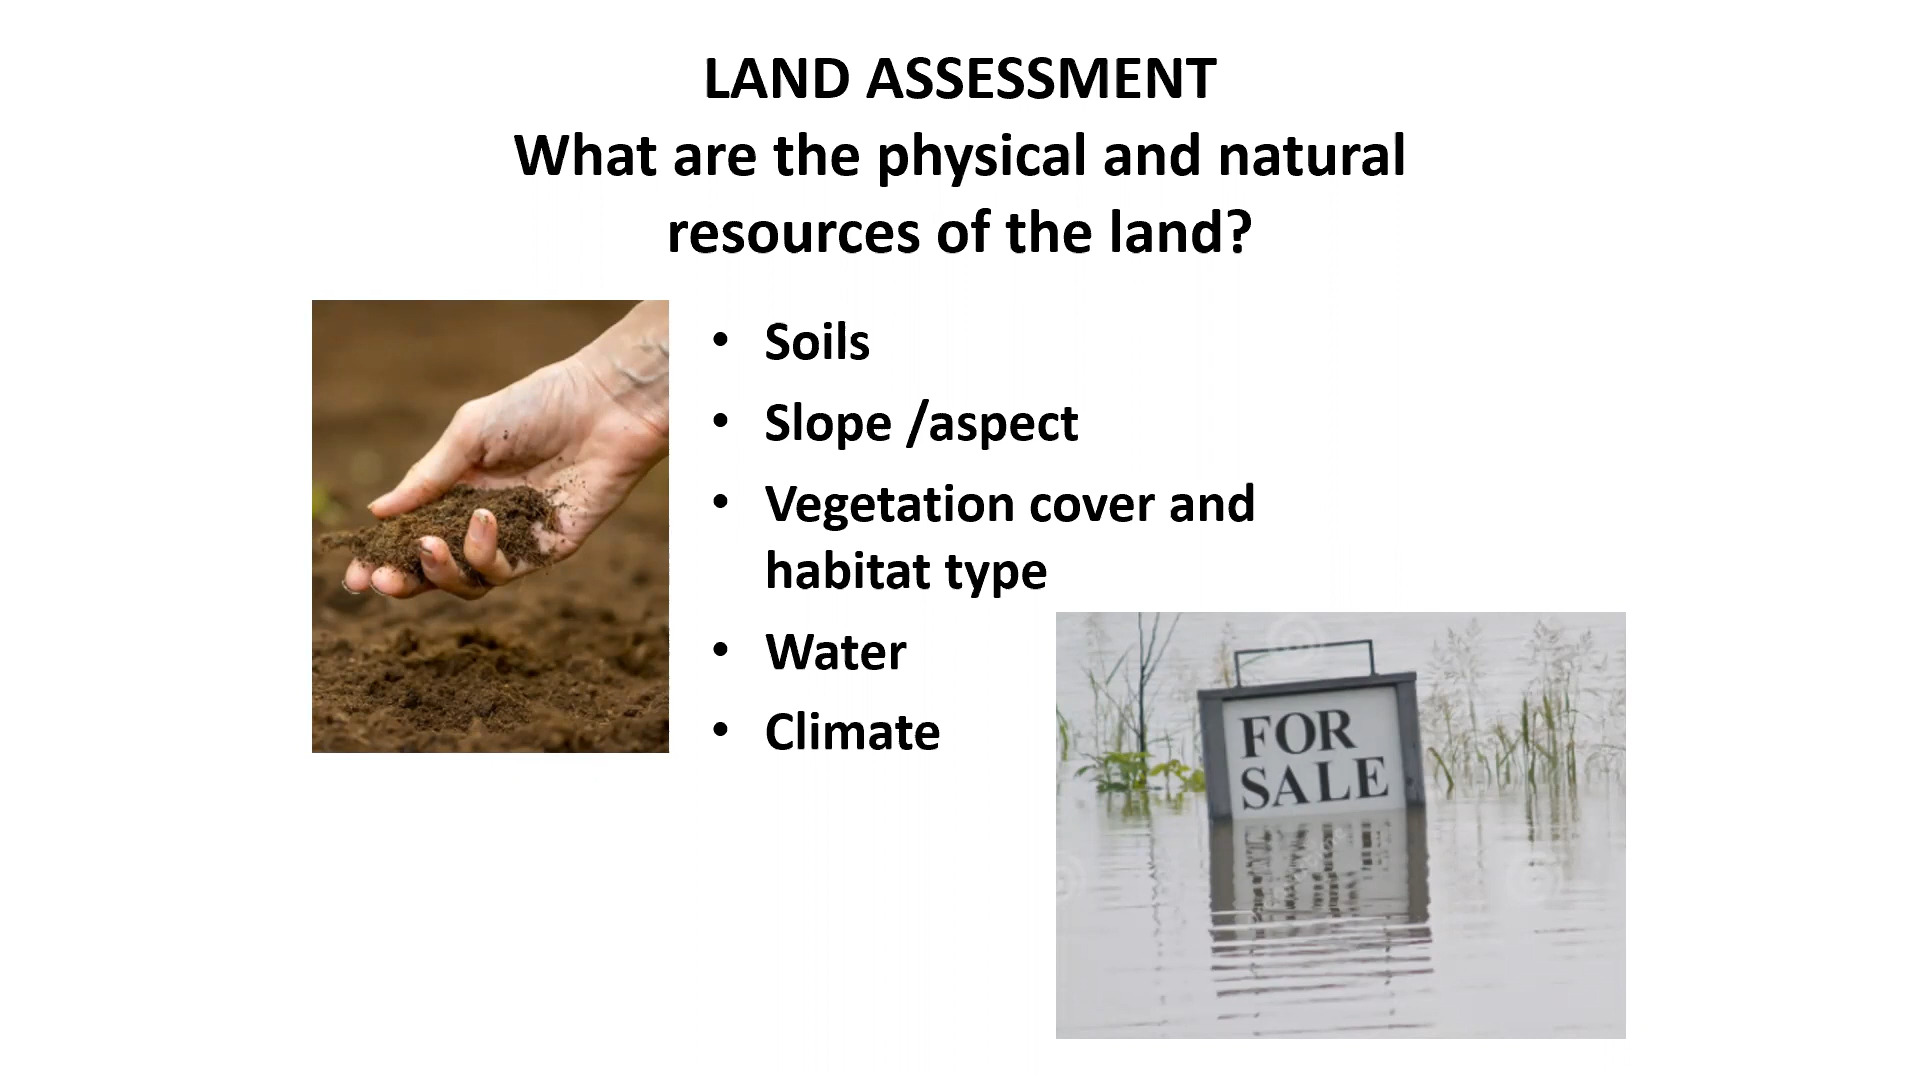 LAND ASSESSMENT
What are the physical and natural
resources of the land?
• Soils
• Slope /aspect
• Vegetation cover and
habitat type
• Water
• Climate
FOR
SALE